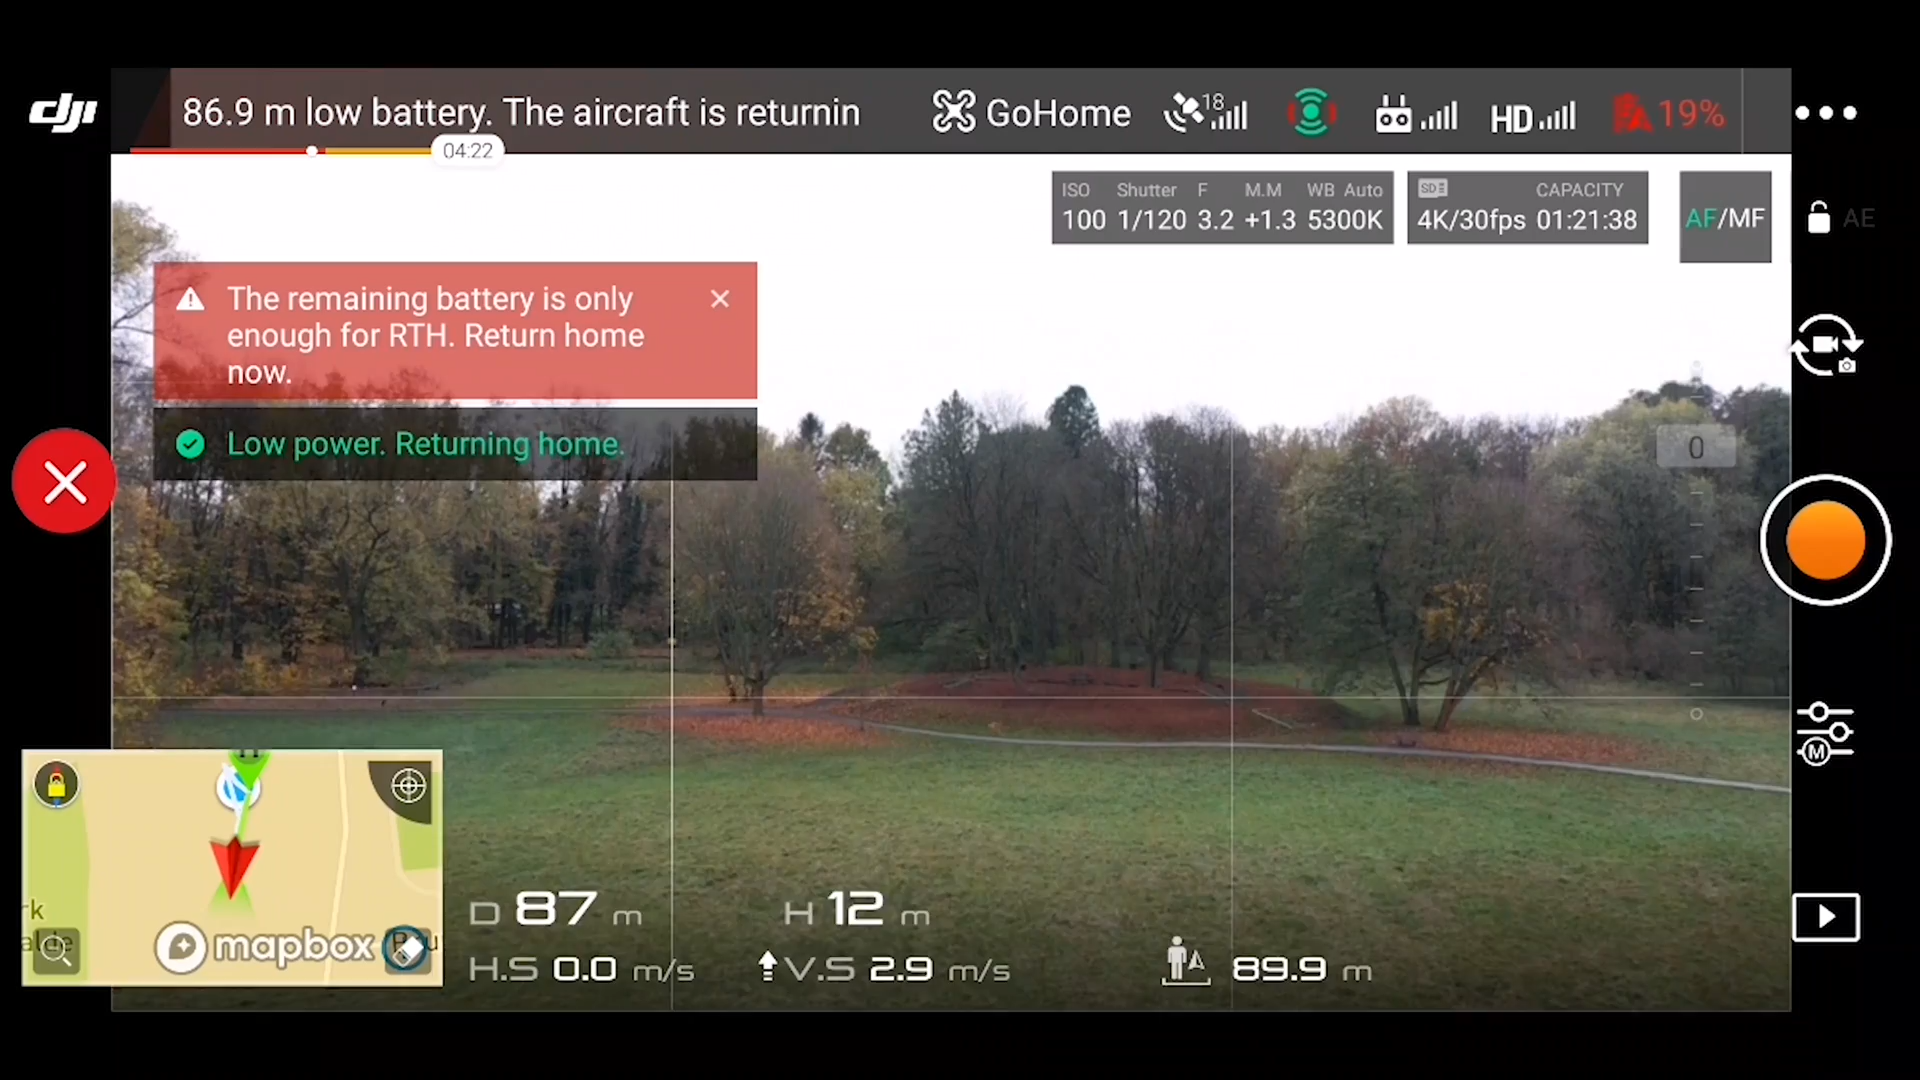 dji
86.9 m low battery. The aircraft is returnin
GoHome
18
HD
19%
04:22
ISO Shutter F M.M WB Auto
100 1/120 3.2 +1.3 5300K
SD CAPACITY
4K/30fps 01:21:38
AF/MF
AE
The remaining battery is only
enough for RTH. Return home
now.
Low power. Returning home.
0
M
rk
mapbox
D 87 m
H 12 m
H.S 0.0 m/s
V.S 2.9 m/s
89.9 m